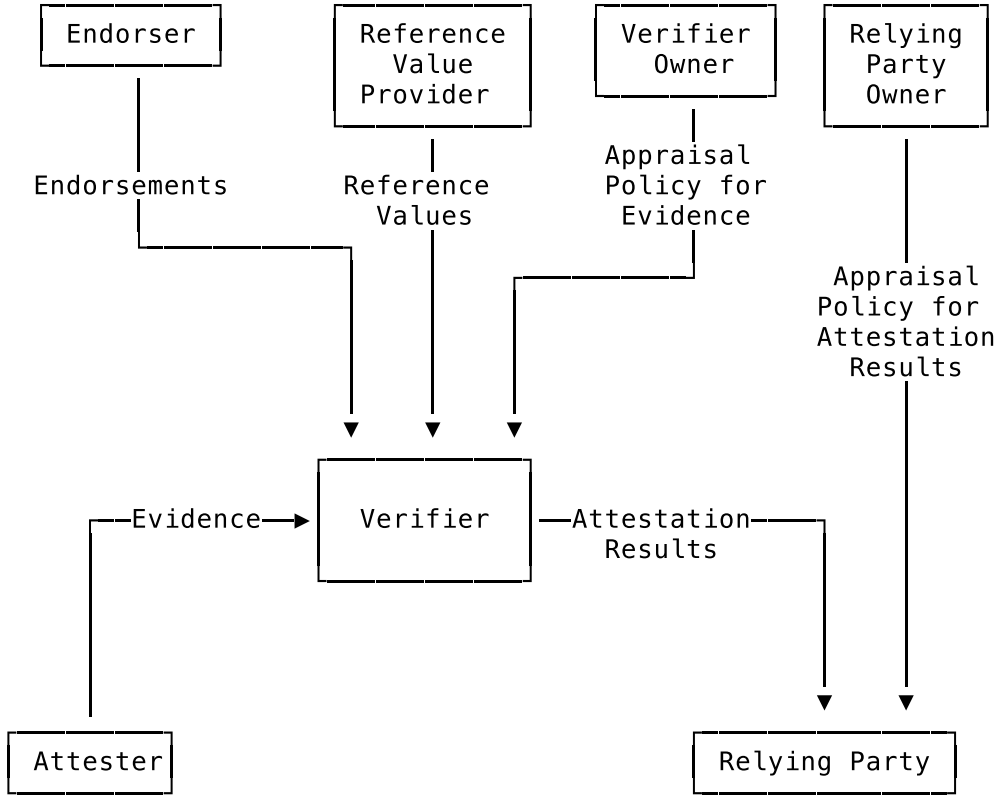 Endorser
Reference
Value
Provider
Verifier
Owner
Relying
Party
Owner
Endorsements
Reference
Values
Appraisal
Policy for
Evidence
Appraisal
Policy for
Attestation
Results
Evidence
Verifier
Attestation
Results
Attester
Relying Party